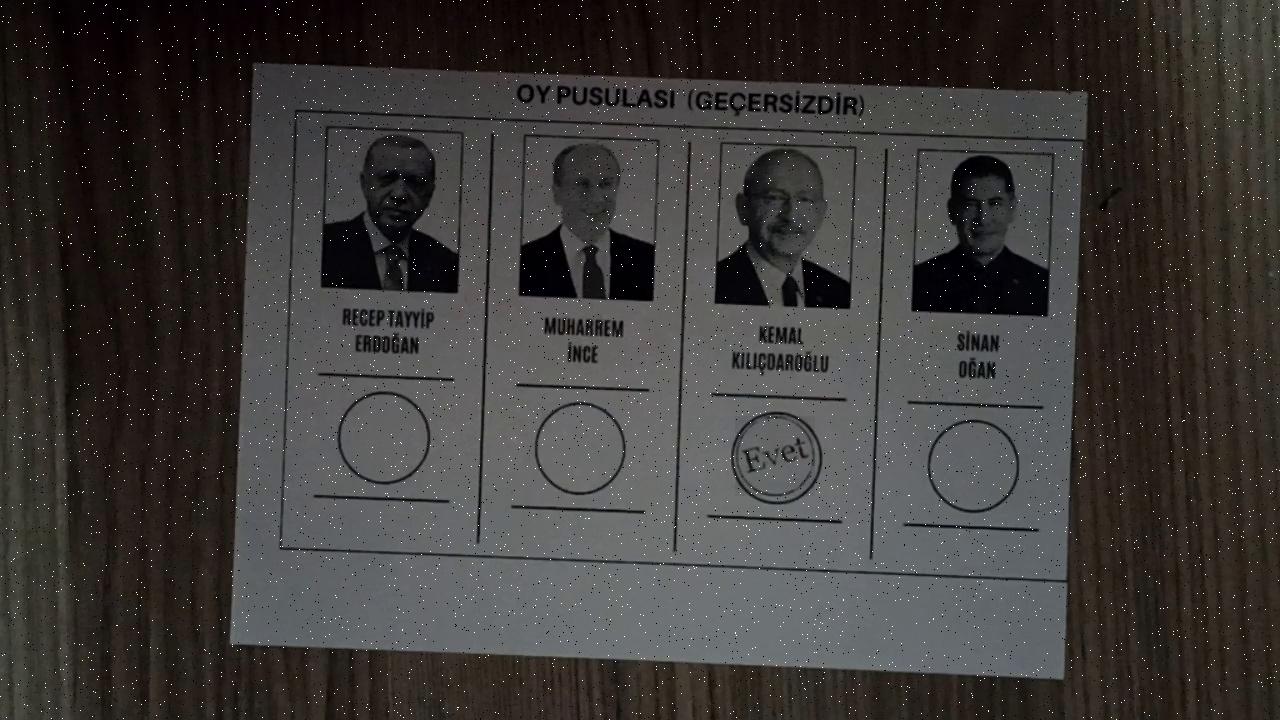 OY PUSULASI (GEÇERSİZDİR)
RECEP TAYYİP
ERDOĞAN
MUHARREM
İNCE
KEMAL
KILIÇDAROĞLU
SİNAN
OĞAN
Evet